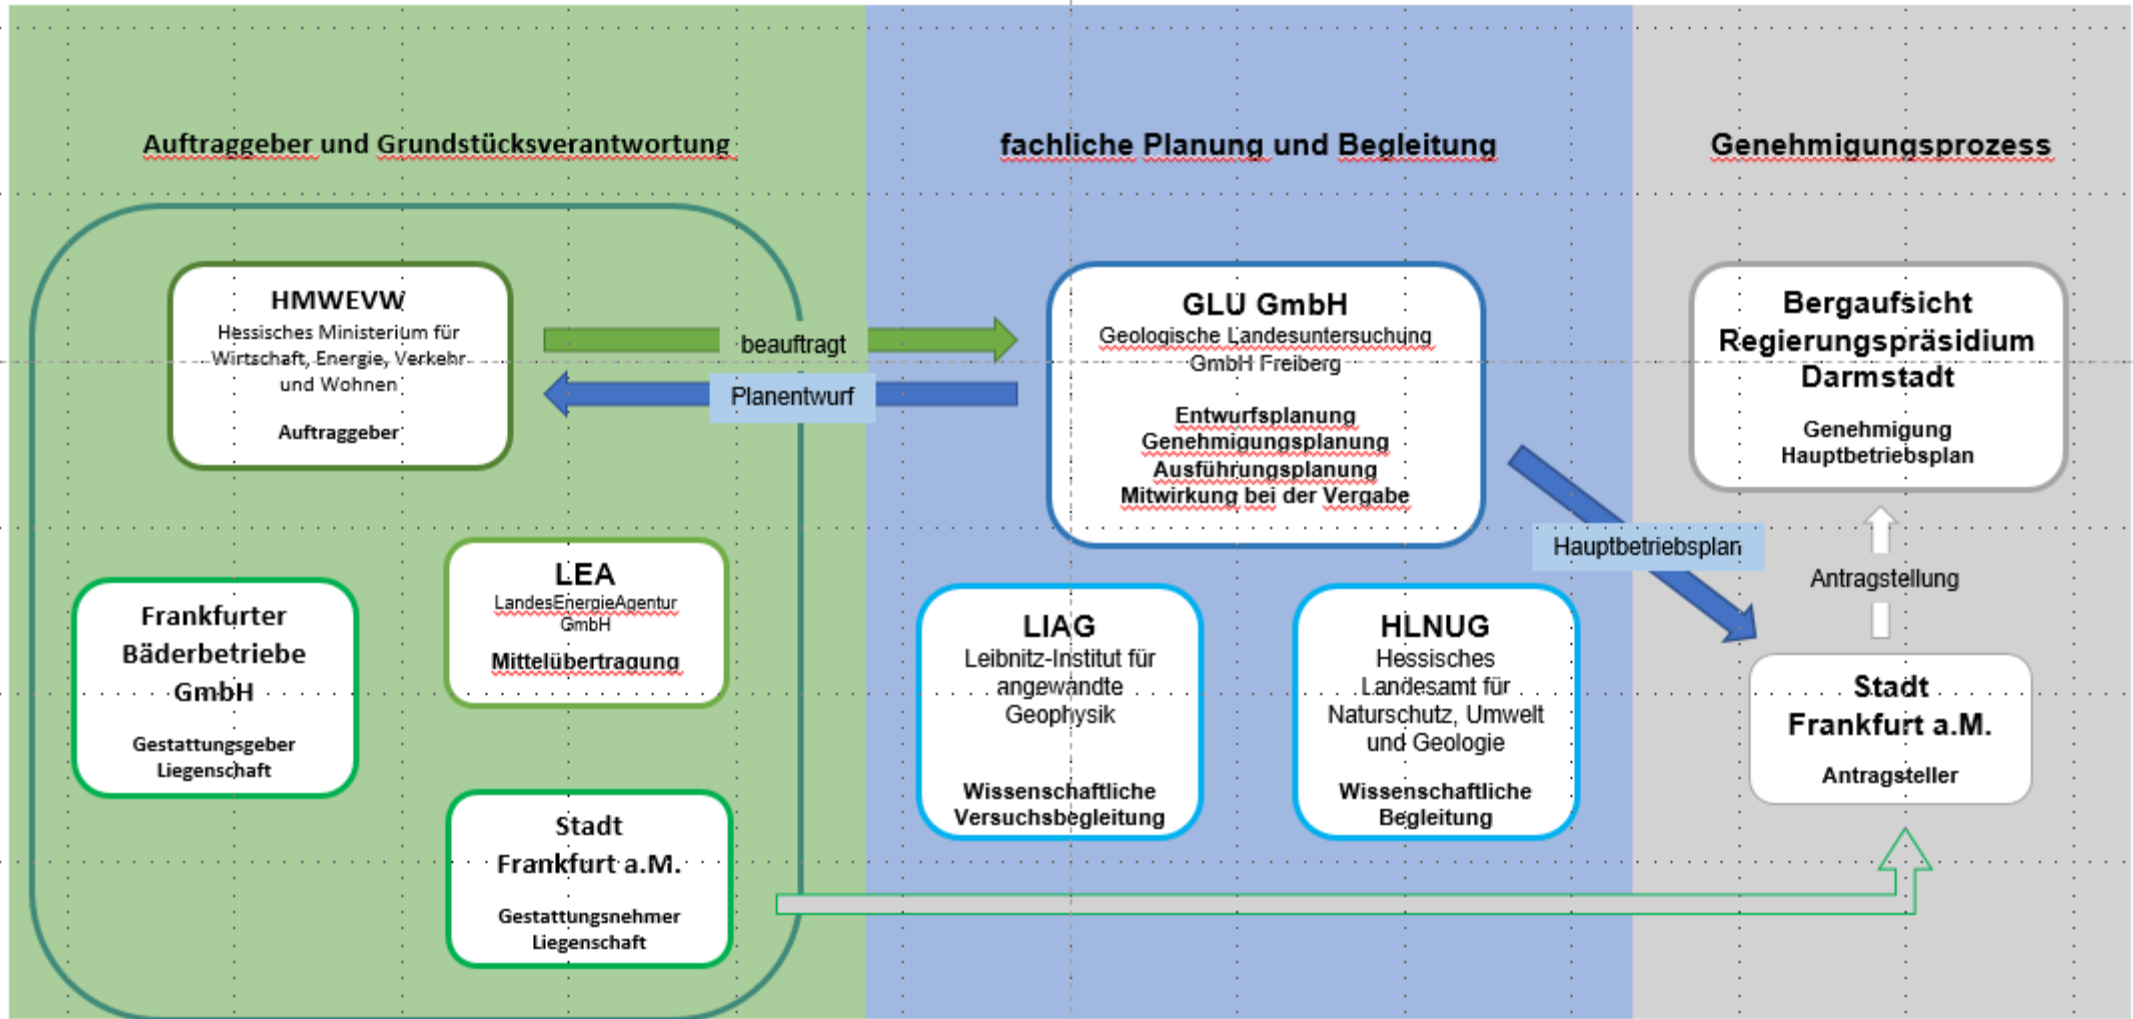 Auftraggeber und Grundstücksverantwortung
HMWEVW
Hessisches Ministerium für
Wirtschaft, Energie, Verkehr
und Wohnen
Auftraggeber
beauftragt
Planentwurf
LEA
LandesEnergieAgentur
GmbH
Mittelübertragung
Frankfurter
Bäderbetriebe
GmbH
Gestattungsgeber
Liegenschaft
Stadt
Frankfurt a.M.
Gestattungsnehmer
Liegenschaft
fachliche Planung und Begleitung
GLU GmbH
Geologische Landesuntersuchung
GmbH Freiberg
Entwurfsplanung
Genehmigungsplanung
Ausführungsplanung
Mitwirkung bei der Vergabe
LIAG
Leibnitz-Institut für
angewandte
Geophysik
Wissenschaftliche
Versuchsbegleitung
HLNUG
Hessisches
Landesamt für
Naturschutz, Umwelt
und Geologie
Wissenschaftliche
Begleitung
Hauptbetriebsplan
Genehmigungsprozess
Bergaufsicht
Regierungspräsidium
Darmstadt
Genehmigung
Hauptbetriebsplan
Antragstellung
Stadt
Frankfurt a.M.
Antragsteller